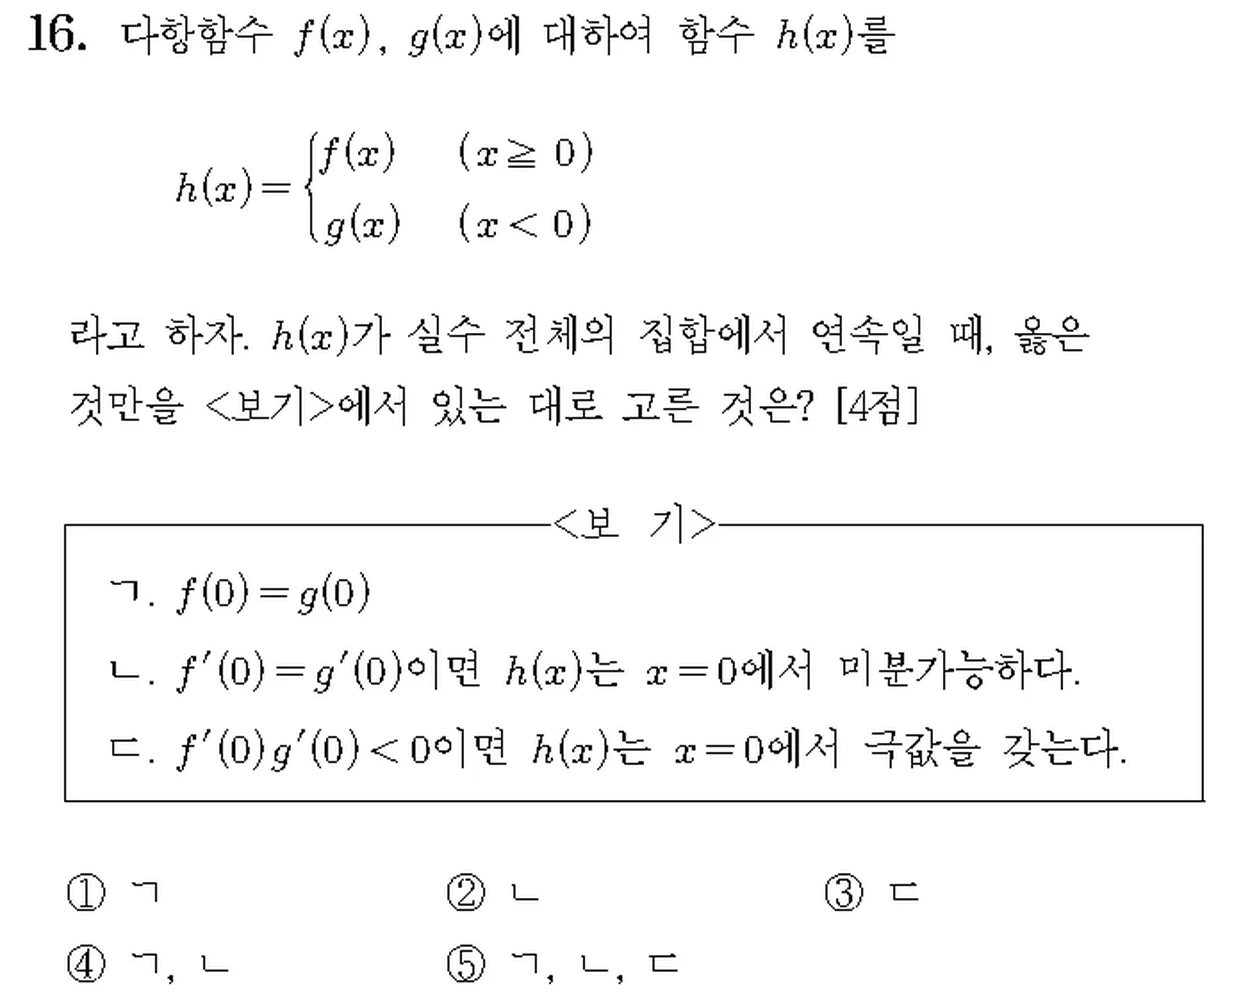 16. 다항함수 f(x), g(x)에 대하여 함수 h(x)를
h(x)= { f(x) (x≧ 0)
g(x) (x< 0)
라고 하자. h(x)가 실수 전체의 집합에서 연속일 때, 옳은
것만을 <보기>에서 있는 대로 고른 것은? [4점]
<보 기>
ㄱ. f(0)=g(0)
ㄴ. f′(0)=g′(0)이면 h(x)는 x=0에서 미분가능하다.
ㄷ. f′(0)g′(0)<0이면 h(x)는 x=0에서 극값을 갖는다.
① ㄱ ② ㄴ ③ ㄷ
④ ㄱ, ㄴ ⑤ ㄱ, ㄴ, ㄷ